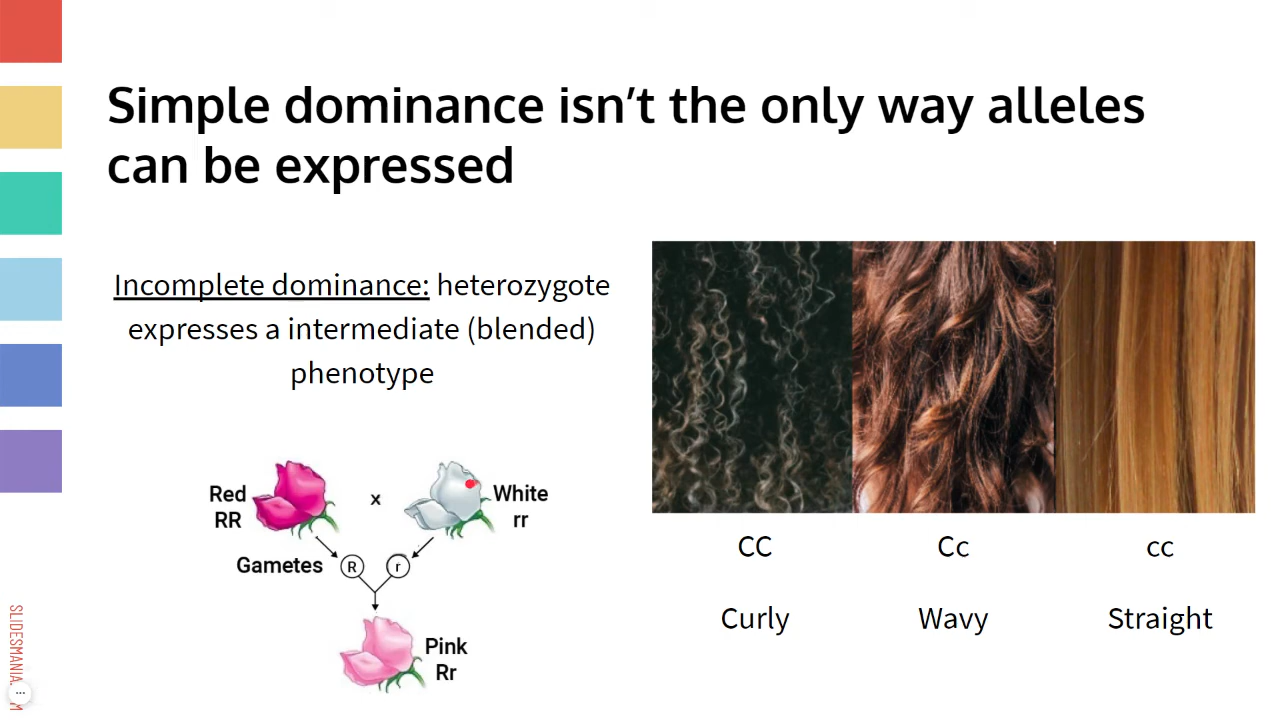 Simple dominance isn’t the only way alleles
can be expressed
Incomplete dominance: heterozygote
expresses a intermediate (blended)
phenotype
Red
RR
x
White
rr
Gametes
R
r
Pink
Rr
CC
Cc
cc
Curly
Wavy
Straight
SLIDESMANIA.